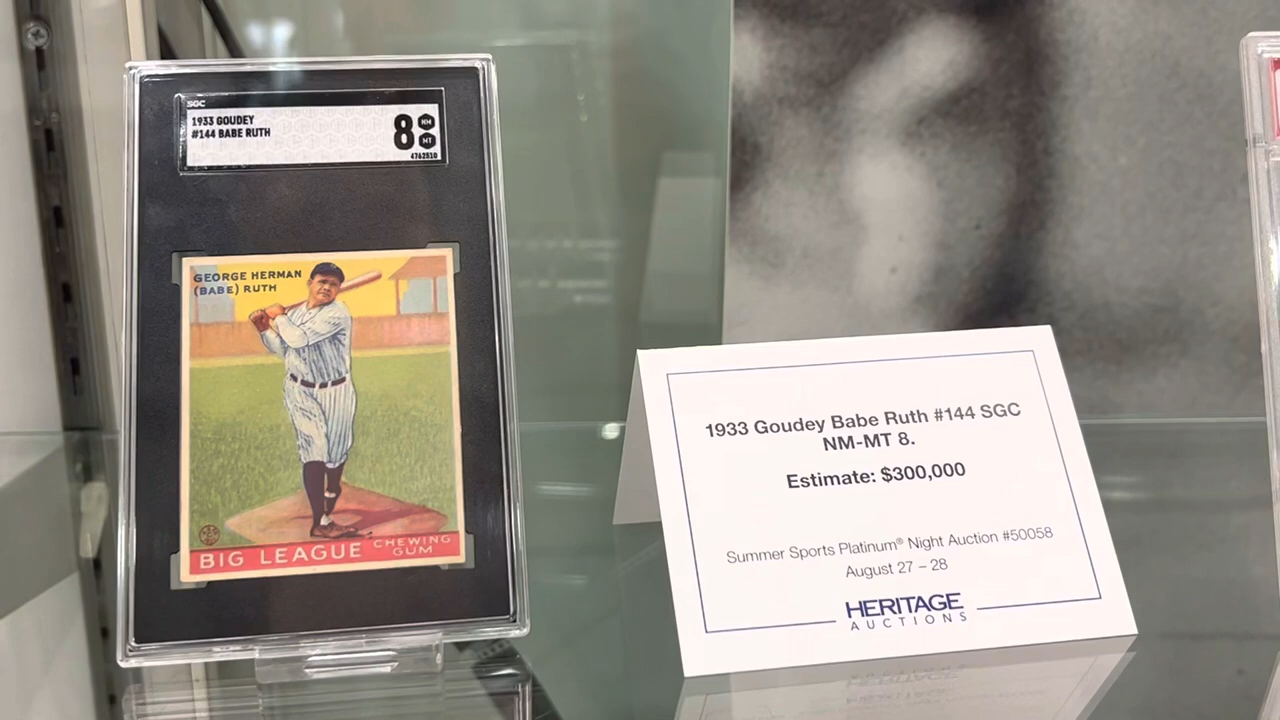 SGC
1933 GOUDEY
#144 BABE RUTH
8 NM MT
4762510
GEORGE HERMAN
(BABE) RUTH
BIG LEAGUE CHEWING GUM
1933 Goudey Babe Ruth #144 SGC
NM-MT 8.
Estimate: $300,000
Summer Sports Platinum® Night Auction #50058
August 27 – 28
HERITAGE
AUCTIONS